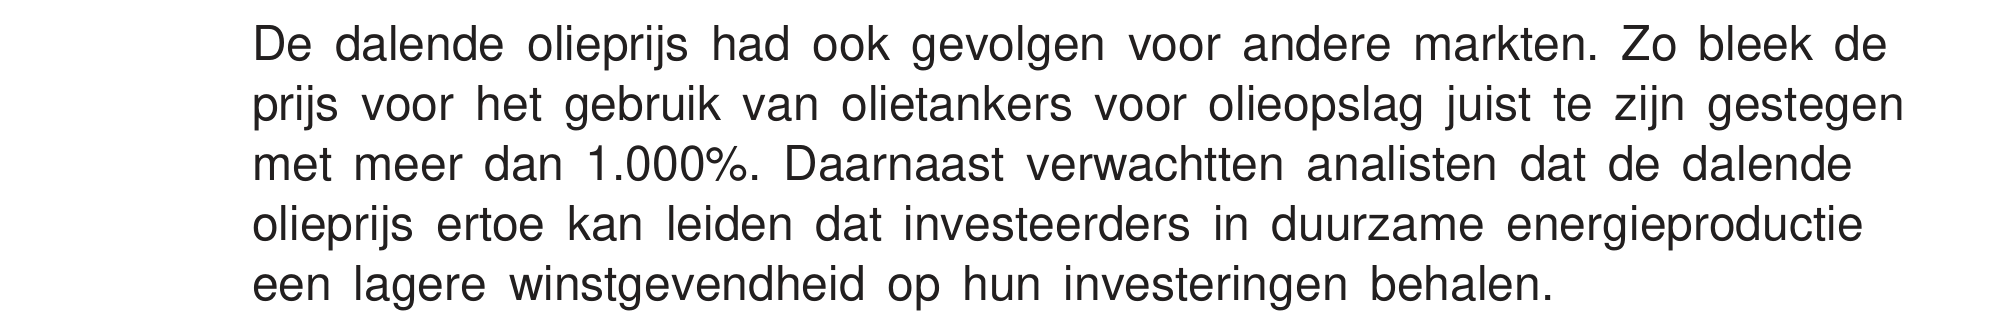 De dalende olieprijs had ook gevolgen voor andere markten. Zo bleek de
prijs voor het gebruik van olietankers voor olieopslag juist te zijn gestegen
met meer dan 1.000%. Daarnaast verwachtten analisten dat de dalende
olieprijs ertoe kan leiden dat investeerders in duurzame energieproductie
een lagere winstgevendheid op hun investeringen behalen.